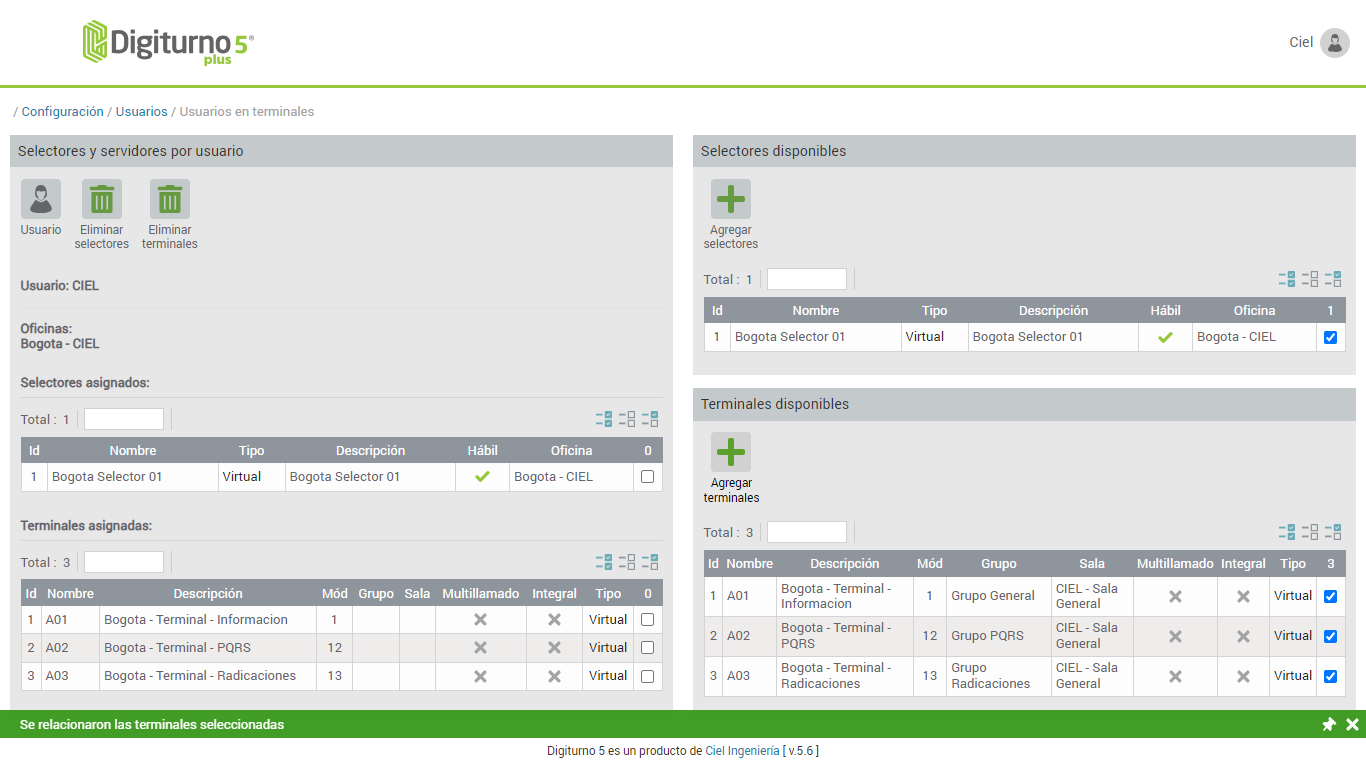 Digiturno 5®
plus
Ciel
/ Configuración / Usuarios / Usuarios en terminales
Selectores y servidores por usuario
Usuario
Eliminar
selectores
Eliminar
terminales
Usuario: CIEL
Oficinas:
Bogota - CIEL
Selectores asignados:
Total : 1
Id Nombre Tipo Descripción Hábil Oficina 0
1 Bogota Selector 01 Virtual Bogota Selector 01 Bogota - CIEL
Terminales asignadas:
Total : 3
Id Nombre Descripción Mód Grupo Sala Multillamado Integral Tipo 0
1 A01 Bogota - Terminal - Informacion 1 Virtual
2 A02 Bogota - Terminal - PQRS 12 Virtual
3 A03 Bogota - Terminal - Radicaciones 13 Virtual
Selectores disponibles
Agregar
selectores
Total : 1
Id Nombre Tipo Descripción Hábil Oficina 1
1 Bogota Selector 01 Virtual Bogota Selector 01 Bogota - CIEL
Terminales disponibles
Agregar
terminales
Total : 3
Id Nombre Descripción Mód Grupo Sala Multillamado Integral Tipo 3
1 A01 Bogota - Terminal - Informacion 1 Grupo General CIEL - Sala General Virtual
2 A02 Bogota - Terminal - PQRS 12 Grupo PQRS CIEL - Sala General Virtual
3 A03 Bogota - Terminal - Radicaciones 13 Grupo Radicaciones CIEL - Sala General Virtual
Se relacionaron las terminales seleccionadas
Digiturno 5 es un producto de Ciel Ingeniería [ v.5.6 ]